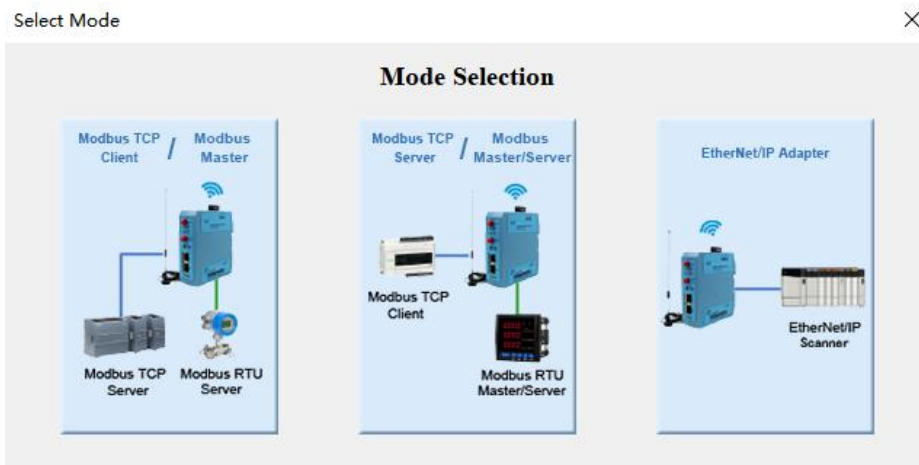 Select Mode
Mode Selection
Modbus TCP Client / Modbus Master
Modbus TCP Server
Modbus RTU Server
Modbus TCP Server / Modbus Master/Server
Modbus TCP Client
Modbus RTU Master/Server
EtherNet/IP Adapter
EtherNet/IP Scanner